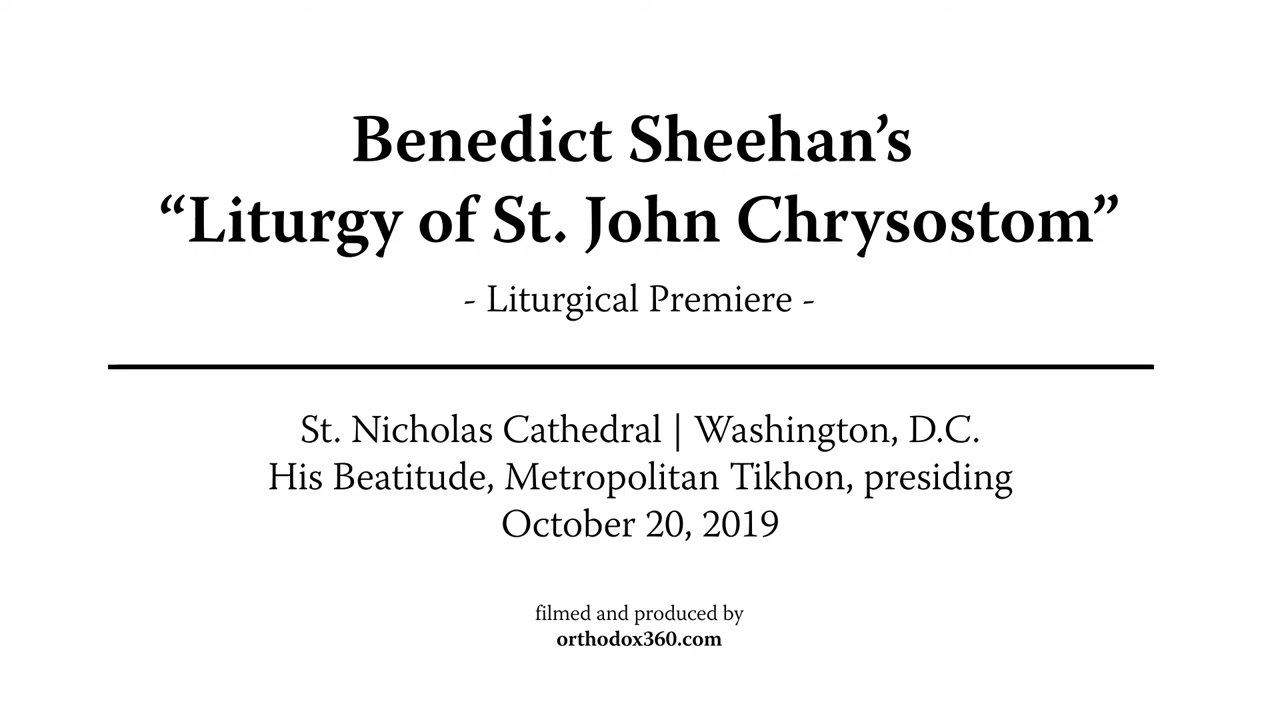 Benedict Sheehan’s
“Liturgy of St. John Chrysostom”
- Liturgical Premiere -
St. Nicholas Cathedral | Washington, D.C.
His Beatitude, Metropolitan Tikhon, presiding
October 20, 2019
filmed and produced by
orthodox360.com